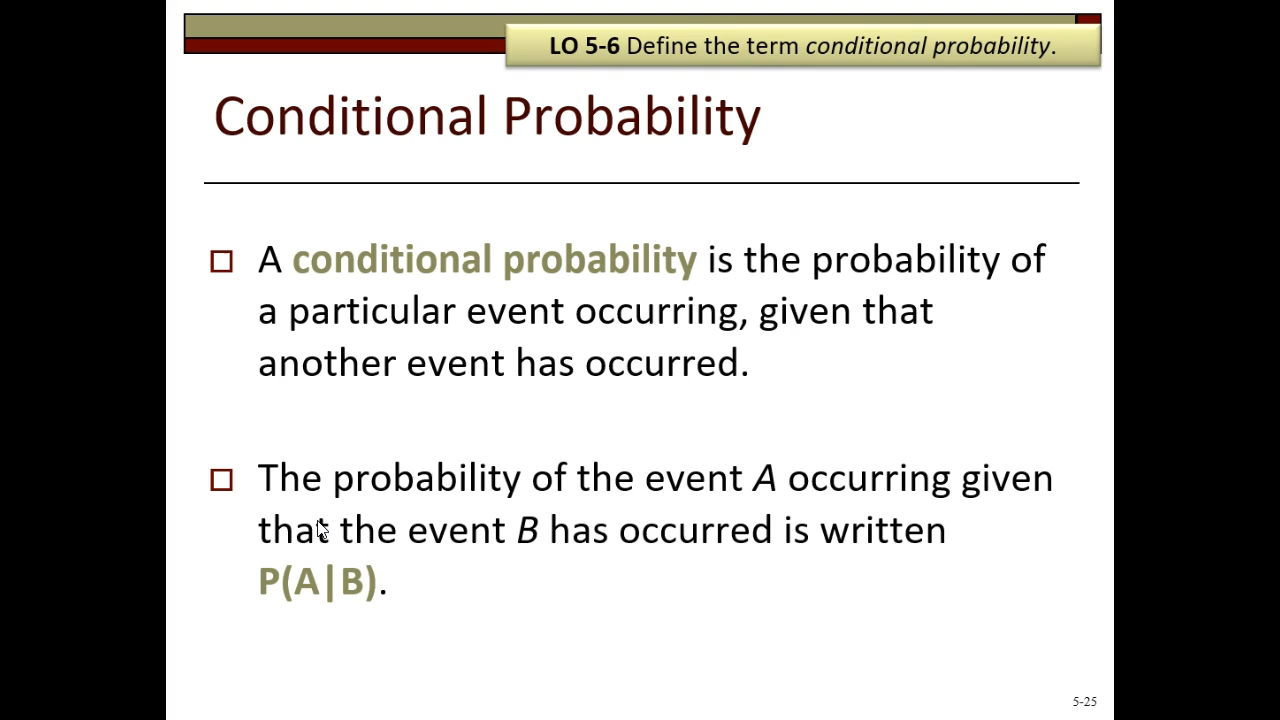 LO 5-6 Define the term conditional probability.
Conditional Probability
A conditional probability is the probability of
a particular event occurring, given that
another event has occurred.
The probability of the event A occurring given
that the event B has occurred is written
P(A|B).
5-25